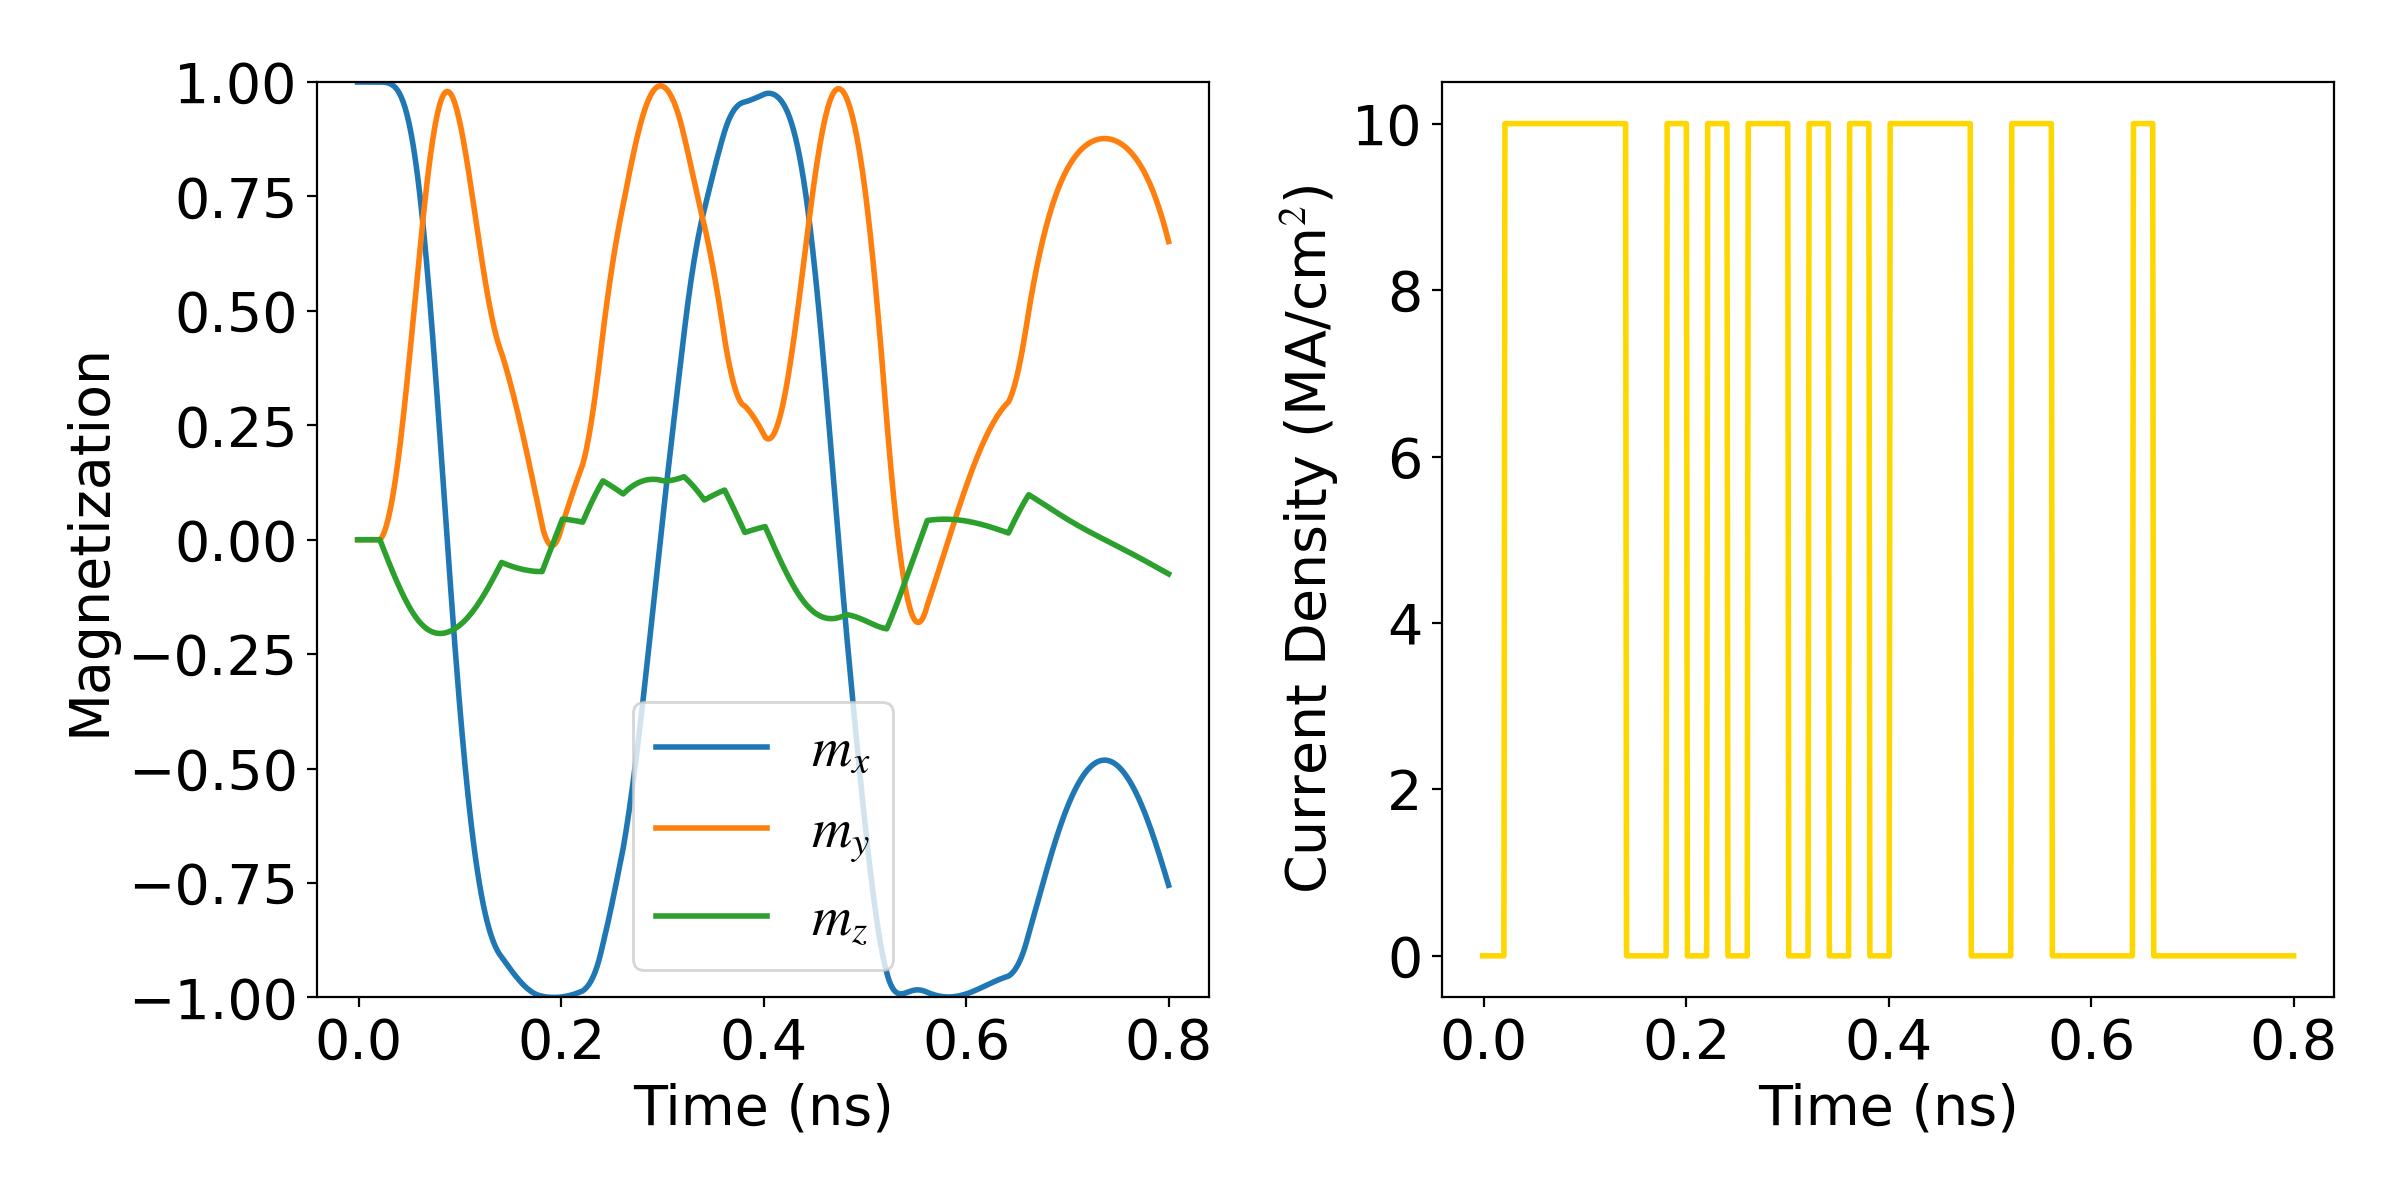 1.00
0.75
0.50
0.25
0.00
−0.25
−0.50
−0.75
−1.00
Magnetization
0.0 0.2 0.4 0.6 0.8
Time (ns)
m_x
m_y
m_z
10
8
6
4
2
0
Current Density (MA/cm²)
0.0 0.2 0.4 0.6 0.8
Time (ns)